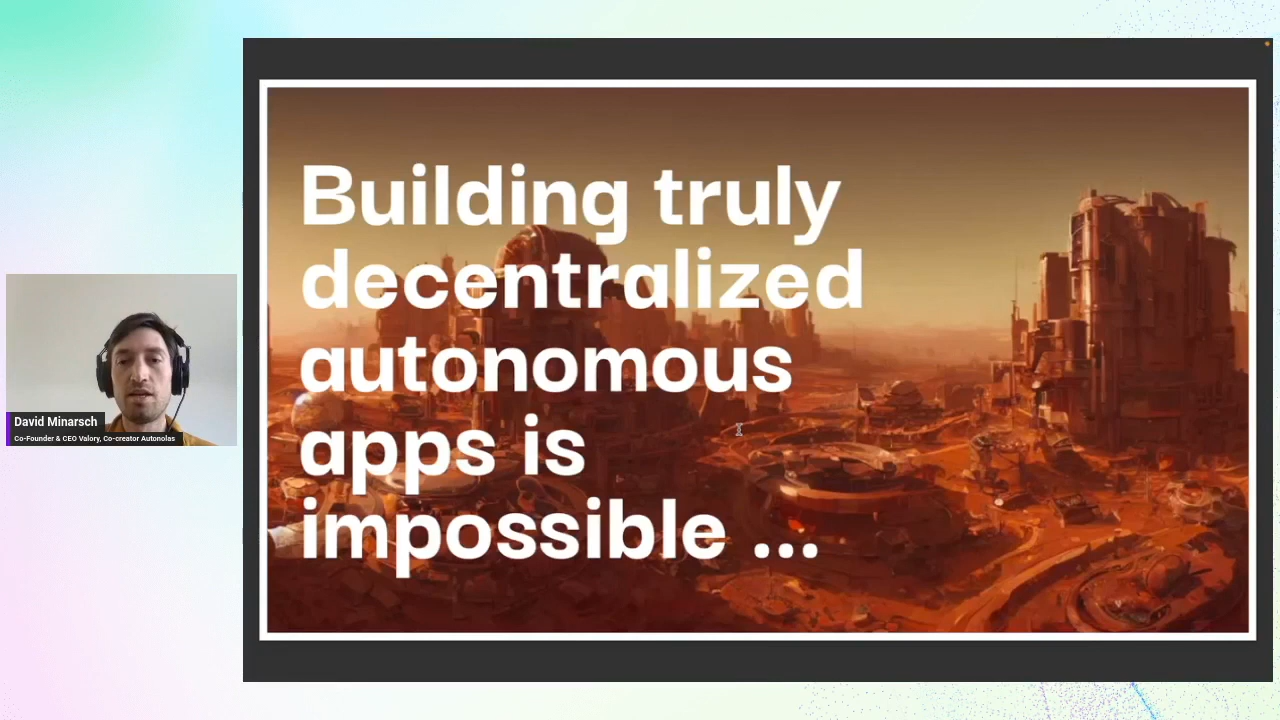 Building truly
decentralized
autonomous
apps is
impossible ...
David Minarsch
Co-Founder & CEO Valory, Co-creator Autonolas